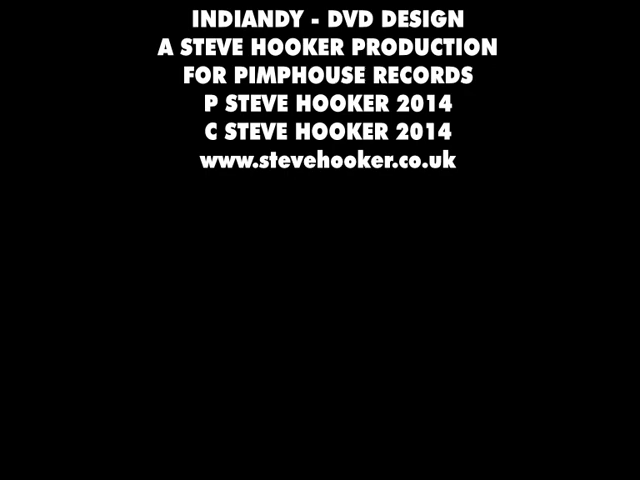 INDIANDY - DVD DESIGN
A STEVE HOOKER PRODUCTION
FOR PIMPHOUSE RECORDS
P STEVE HOOKER 2014
C STEVE HOOKER 2014
www.stevehooker.co.uk